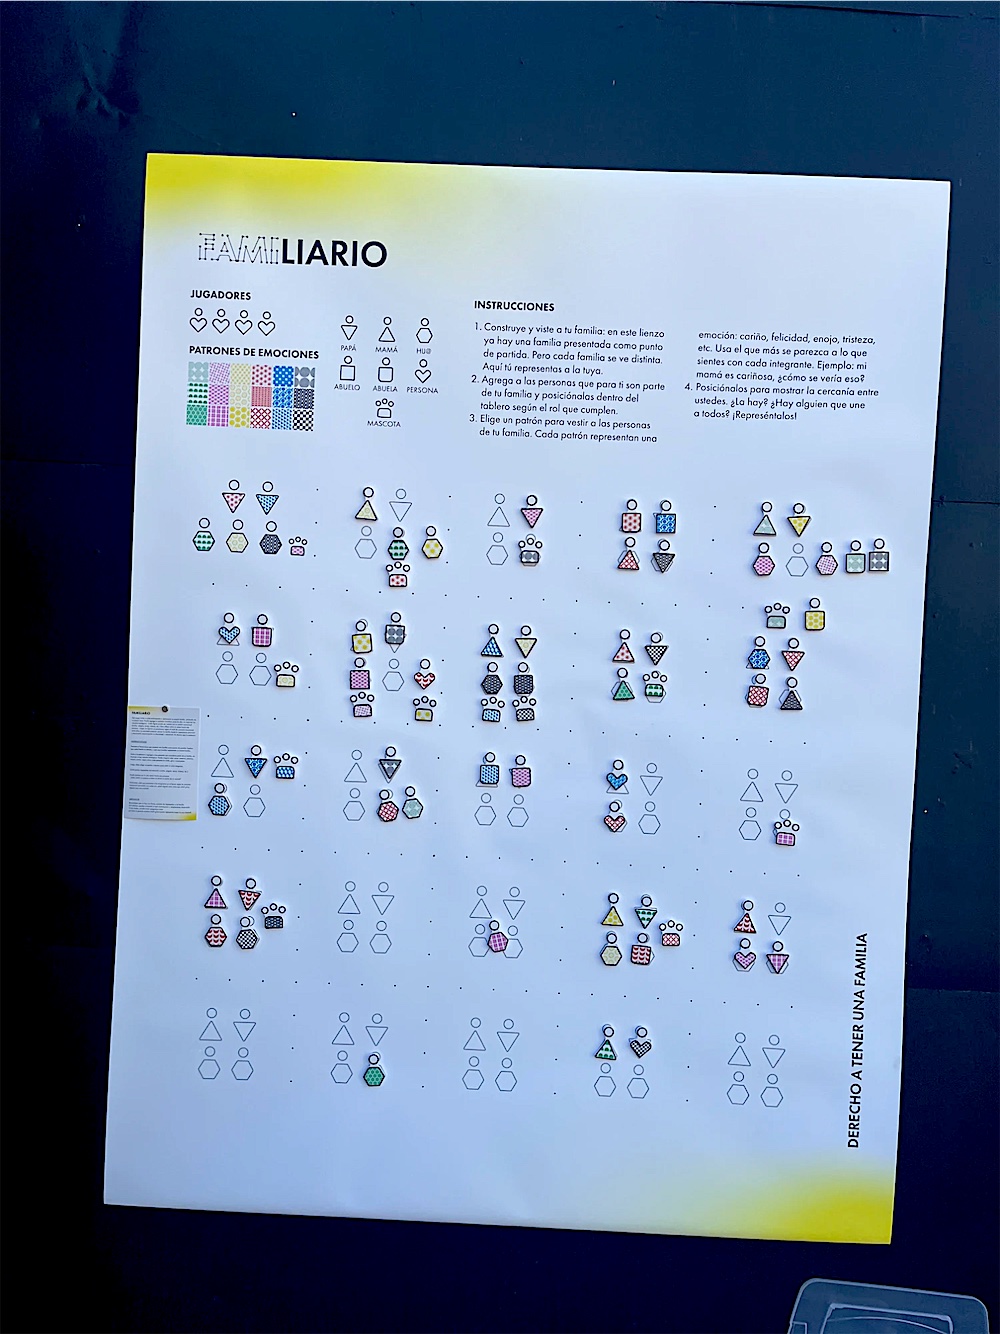 FAMILIARIO
JUGADORES
PATRONES DE EMOCIONES
PAPÁ
MAMÁ
HIJ@
ABUELO
ABUELA
PERSONA
MASCOTA
INSTRUCCIONES
1. Construye y viste a tu familia: en este lienzo
ya hay una familia presentada como punto
de partida. Pero cada familia se ve distinta.
Aquí tú representas a la tuya.
2. Agrega a las personas que para ti son parte
de tu familia y posiciónalas dentro del
tablero según el rol que cumplen.
3. Elige un patrón para vestir a las personas
de tu familia. Cada patrón representan una
emoción: cariño, felicidad, enojo, tristeza,
etc. Usa el que más se parezca a lo que
sientes con cada integrante. Ejemplo: mi
mamá es cariñosa, ¿cómo se vería eso?
4. Posiciónalos para mostrar la cercanía entre
ustedes. ¿La hay? ¿Hay alguien que une
a todos? ¡Represéntalos!
DERECHO A TENER UNA FAMILIA